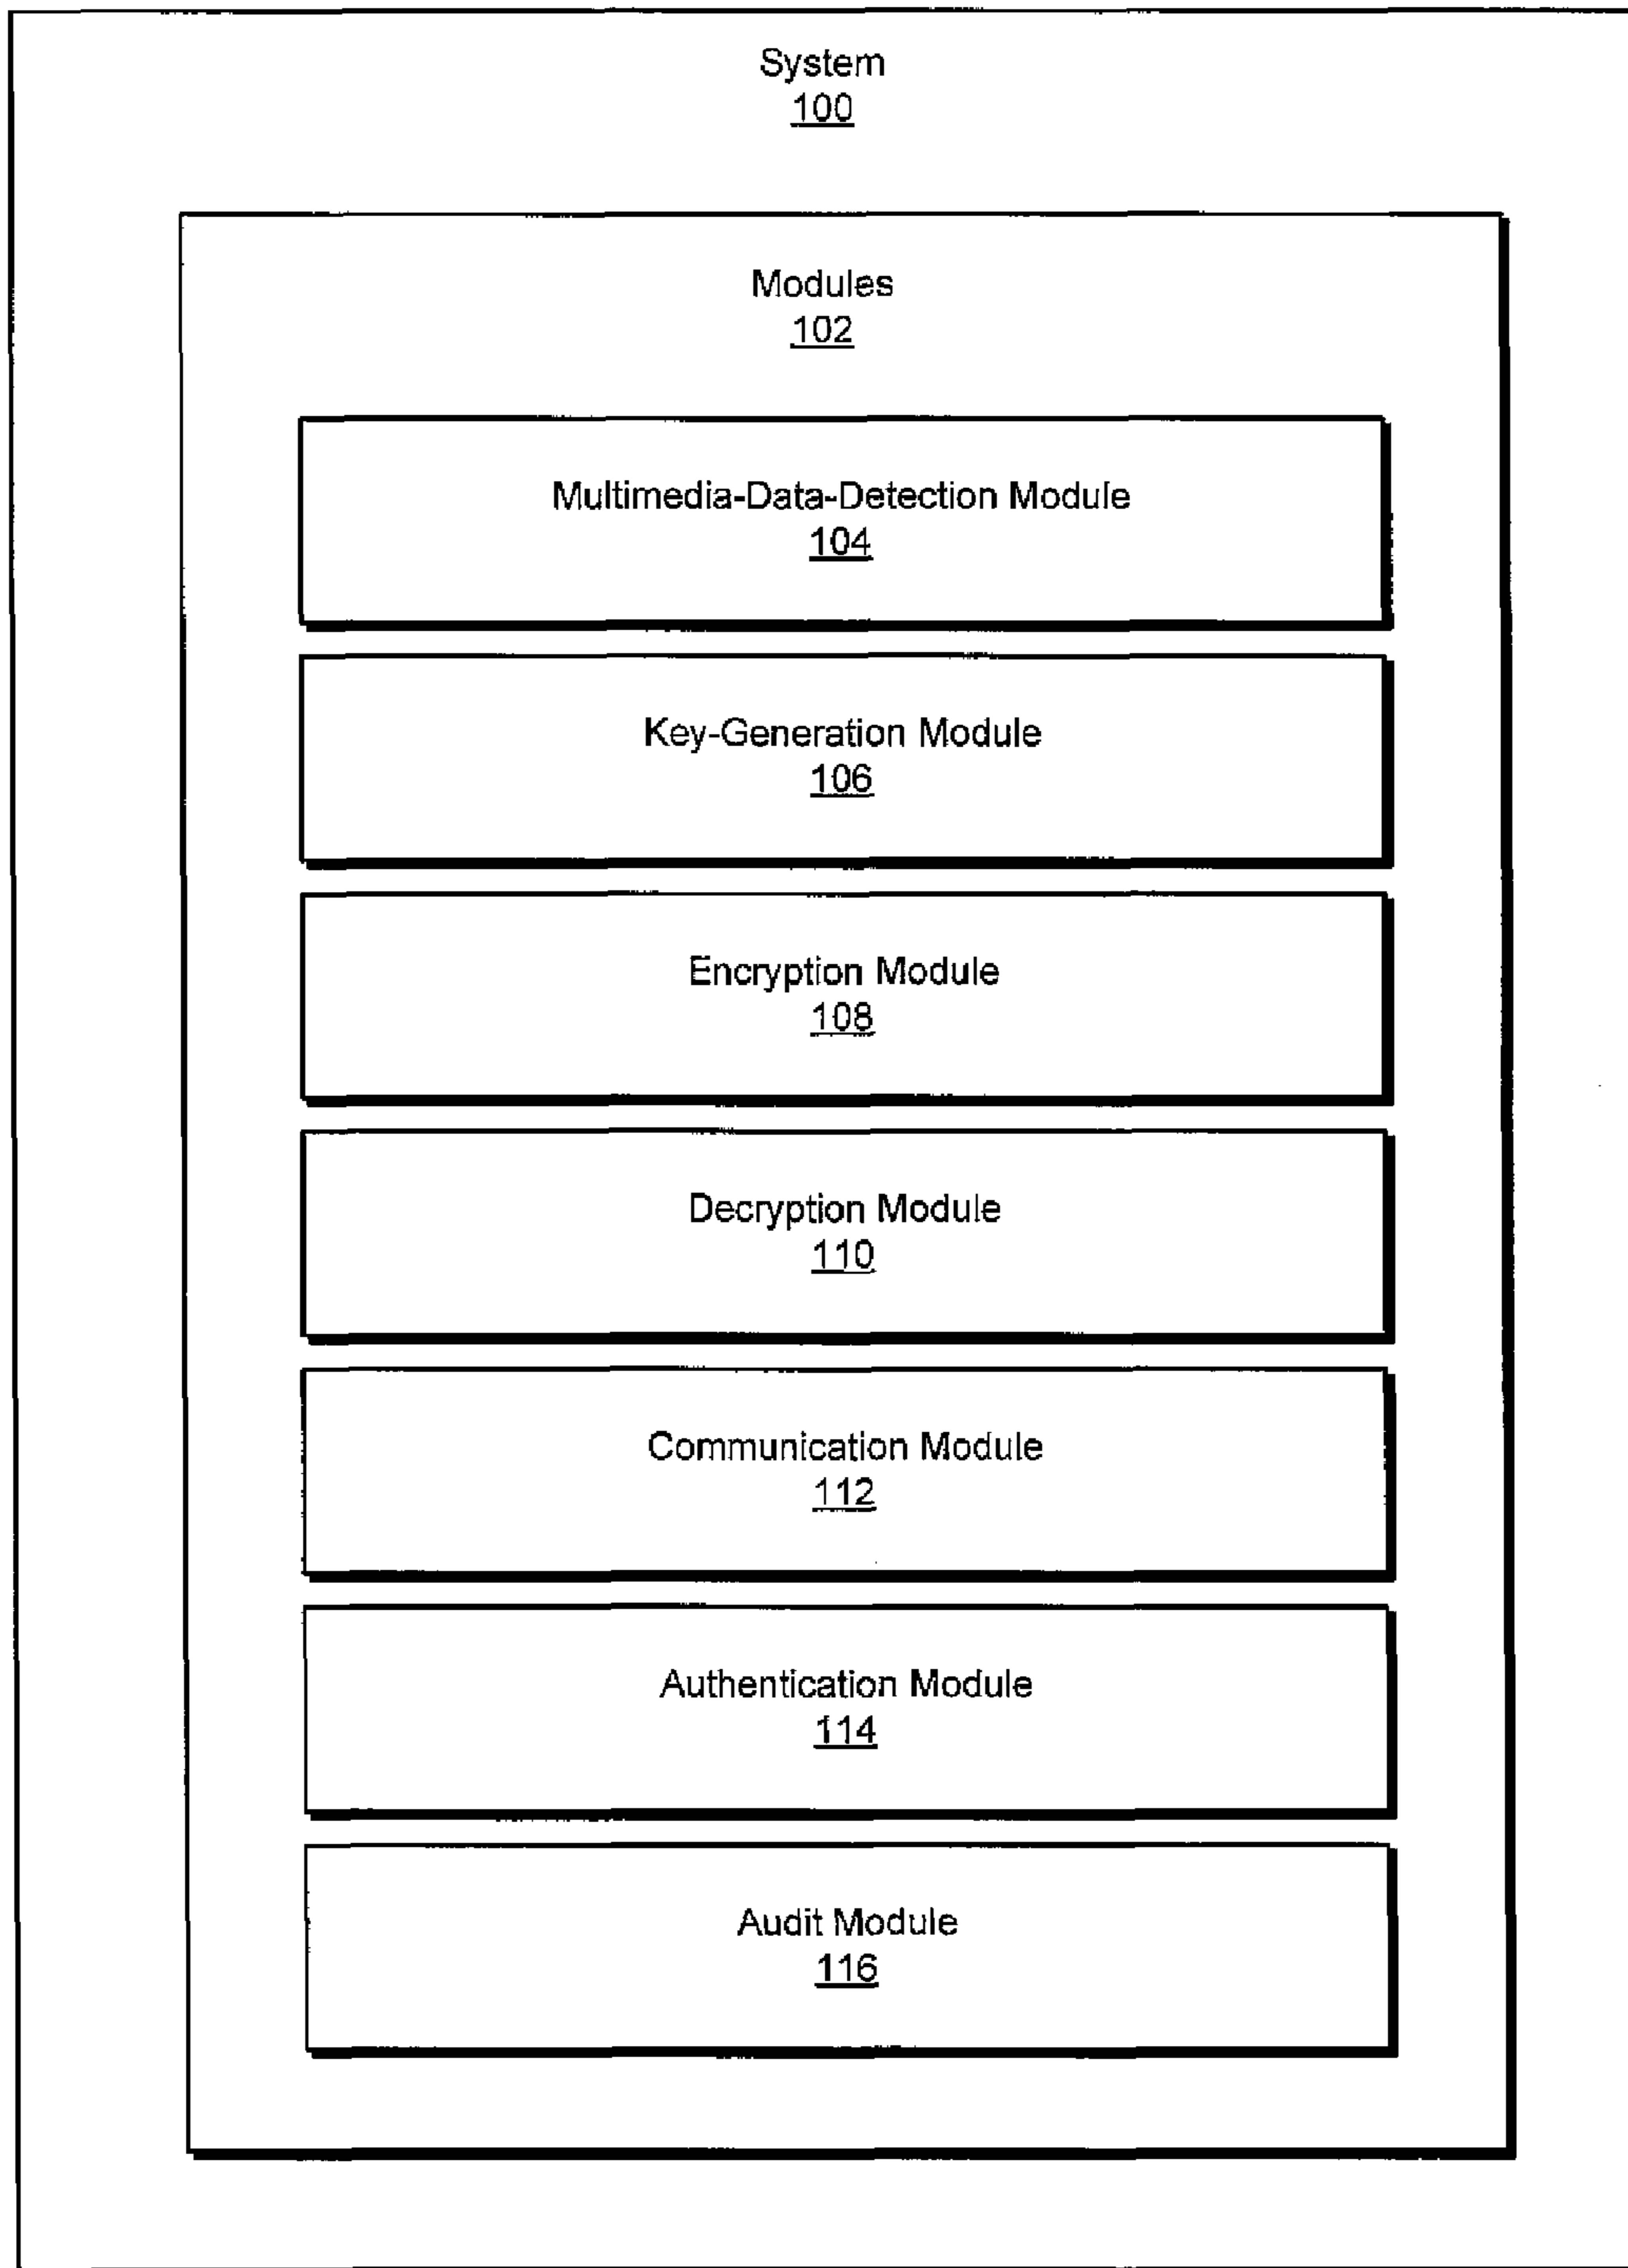 System
100
Modules
102
Multimedia-Data-Detection Module
104
Key-Generation Module
106
Encryption Module
108
Decryption Module
110
Communication Module
112
Authentication Module
114
Audit Module
116